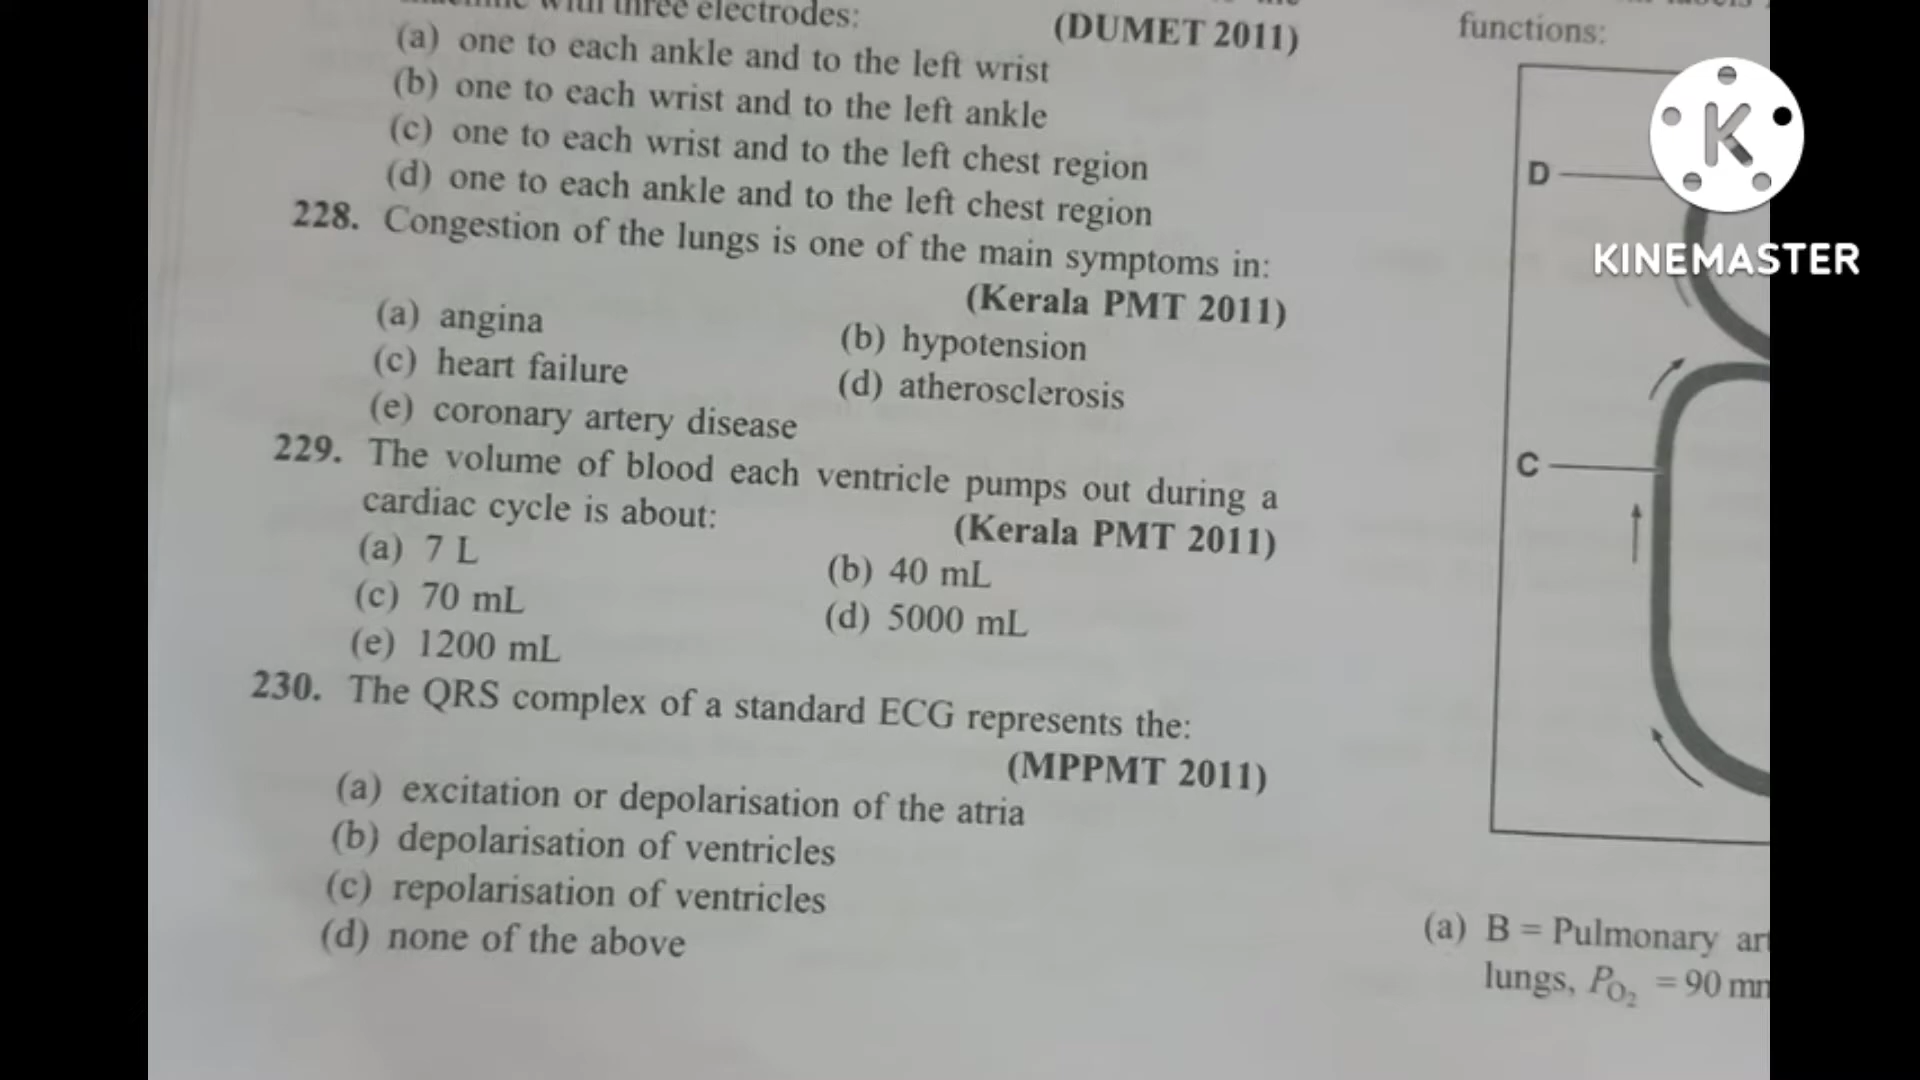 with three electrodes:
(DUMET 2011)
(a) one to each ankle and to the left wrist
(b) one to each wrist and to the left ankle
(c) one to each wrist and to the left chest region
(d) one to each ankle and to the left chest region
228. Congestion of the lungs is one of the main symptoms in:
(Kerala PMT 2011)
(a) angina
(b) hypotension
(c) heart failure
(d) atherosclerosis
(e) coronary artery disease
229. The volume of blood each ventricle pumps out during a
cardiac cycle is about:
(Kerala PMT 2011)
(a) 7 L
(b) 40 mL
(c) 70 mL
(d) 5000 mL
(e) 1200 mL
230. The QRS complex of a standard ECG represents the:
(MPPMT 2011)
(a) excitation or depolarisation of the atria
(b) depolarisation of ventricles
(c) repolarisation of ventricles
(d) none of the above
functions:
D
C
(a) B = Pulmonary
lungs, PO2 = 90
K
KINEMASTER